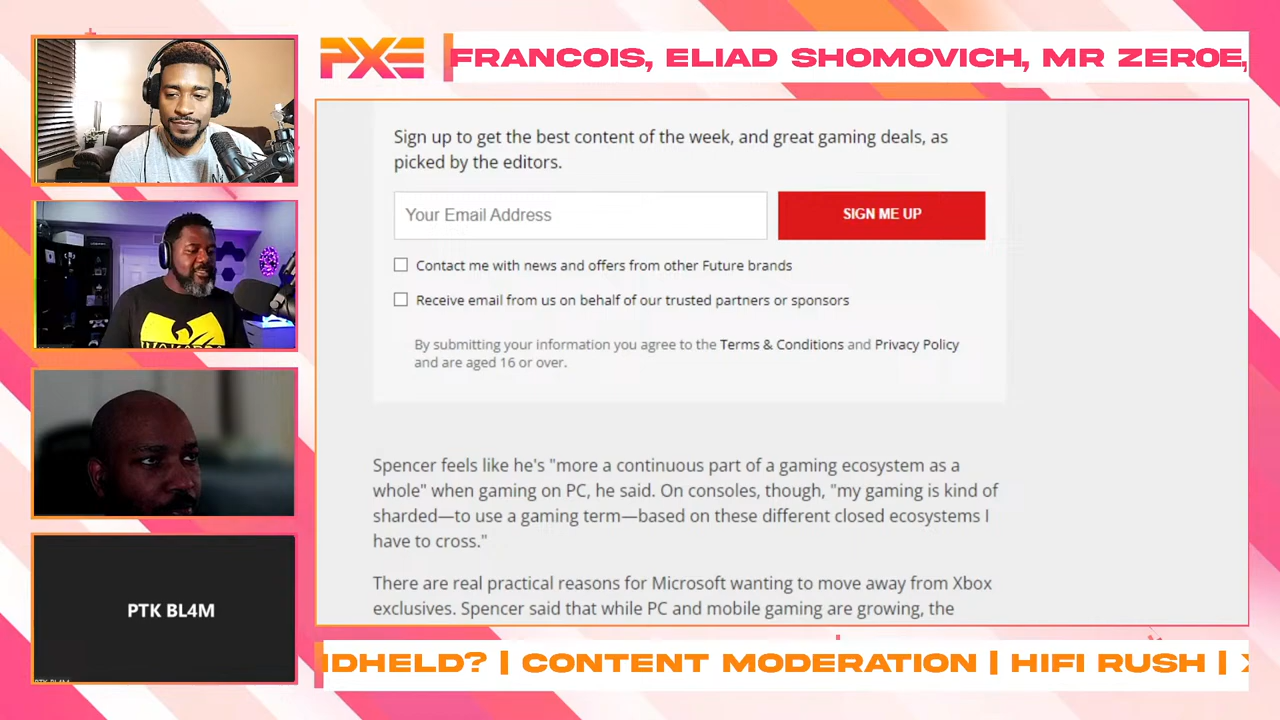 PXE
FRANCOIS, ELIAD SHOMOVICH, MR ZEROE,
Sign up to get the best content of the week, and great gaming deals, as
picked by the editors.
Your Email Address
SIGN ME UP
Contact me with news and offers from other Future brands
Receive email from us on behalf of our trusted partners or sponsors
By submitting your information you agree to the Terms & Conditions and Privacy Policy
and are aged 16 or over.
Spencer feels like he's "more a continuous part of a gaming ecosystem as a
whole" when gaming on PC, he said. On consoles, though, "my gaming is kind of
sharded—to use a gaming term—based on these different closed ecosystems I
have to cross."
There are real practical reasons for Microsoft wanting to move away from Xbox
exclusives. Spencer said that while PC and mobile gaming are growing, the
PTK BL4M
PTK BL4M
IDHELD? | CONTENT MODERATION | HIFI RUSH |